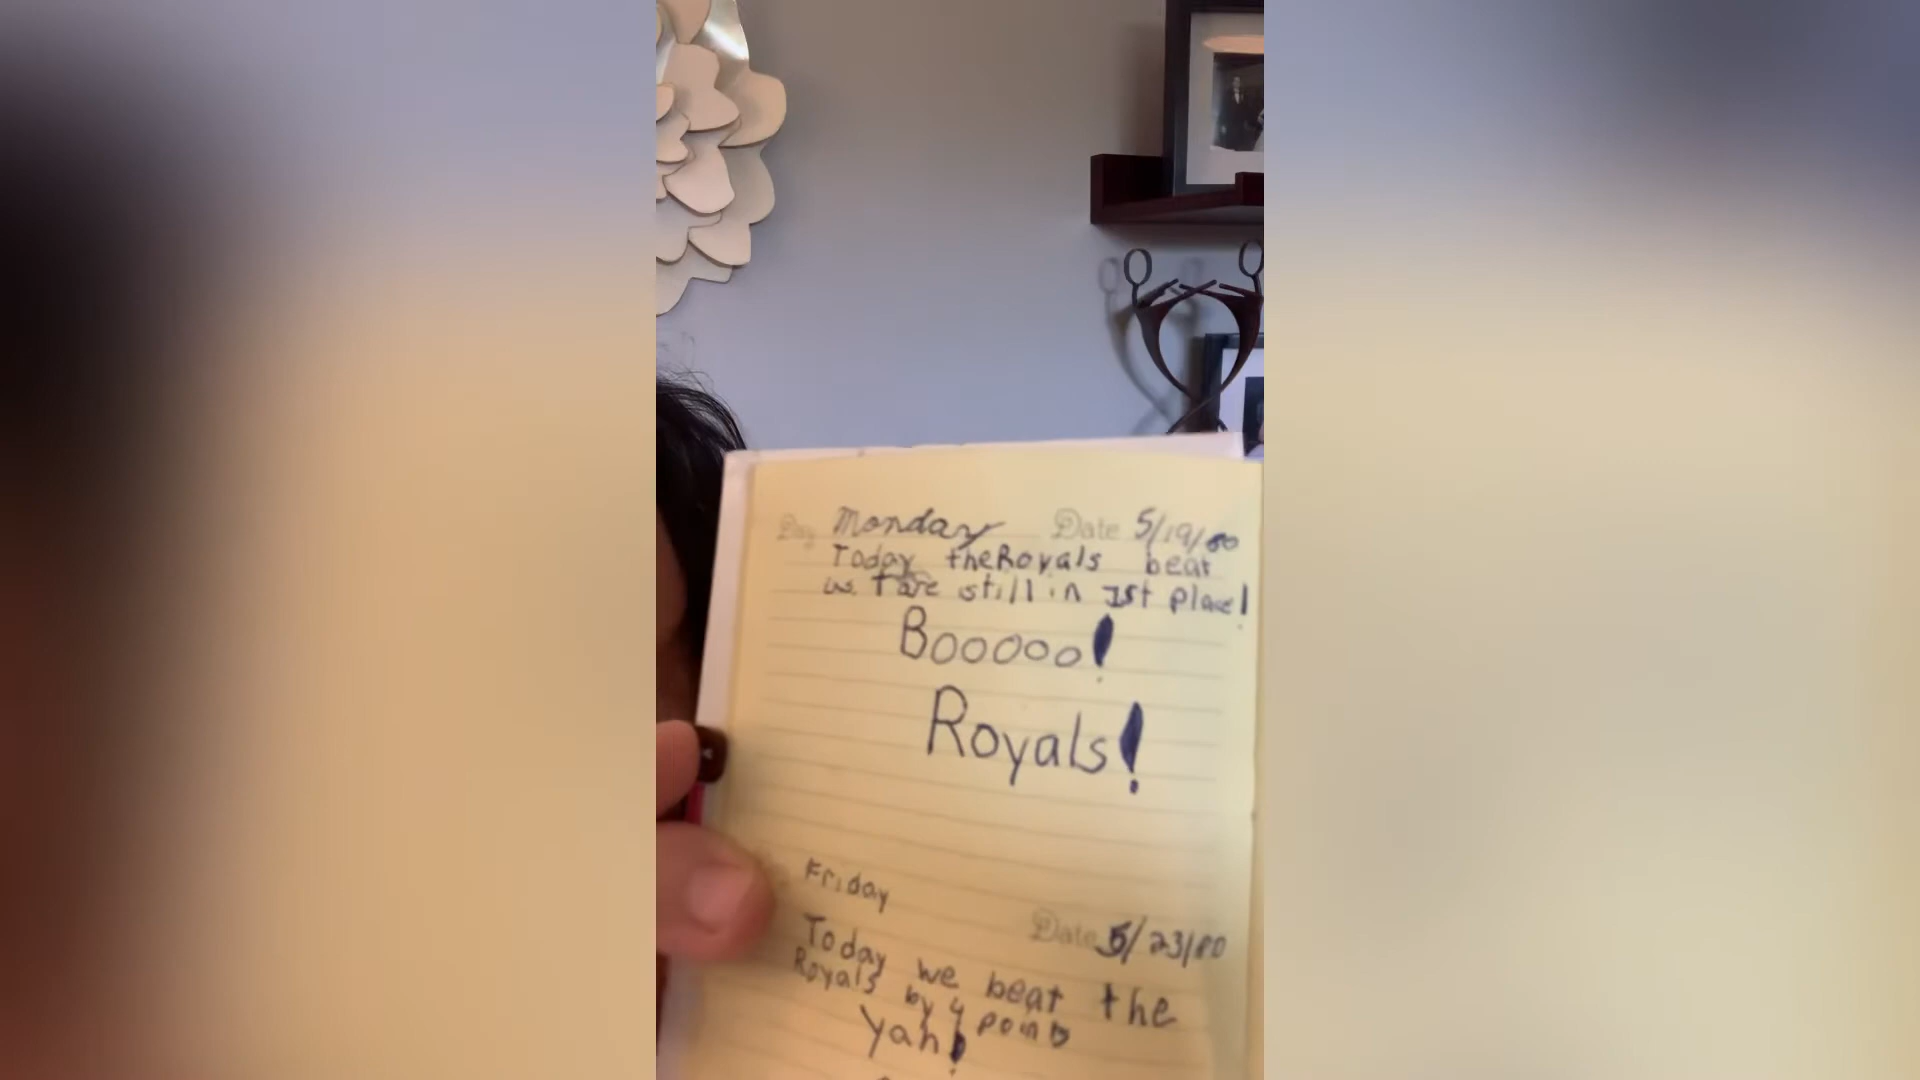 Day Monday Date 5/19/80
Today the Royals beat
us. are still in 1st place!
Booooo!
Royals!
Friday
Date 5/23/80
Today we beat the
Royals by 4 points
Yah!